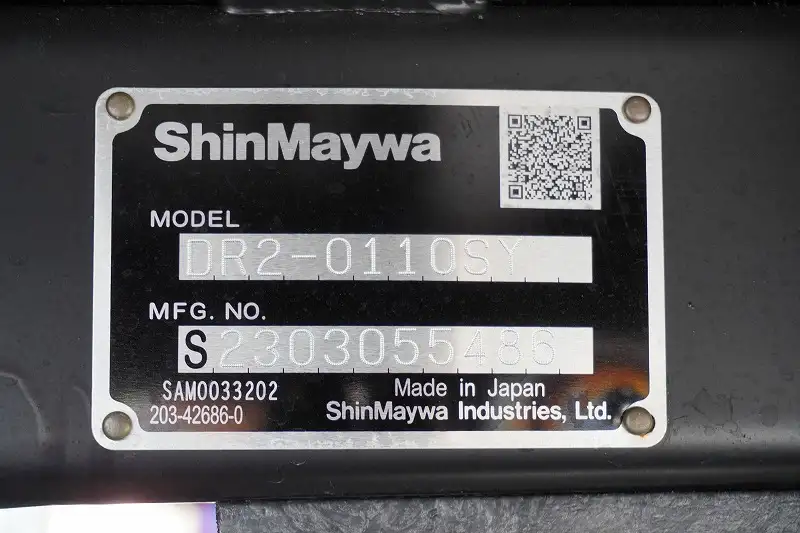 ShinMaywa
MODEL
DR2-0110SY
MFG. NO.
S2303055486
SAM0033202
203-42686-0
Made in Japan
ShinMaywa Industries, Ltd.